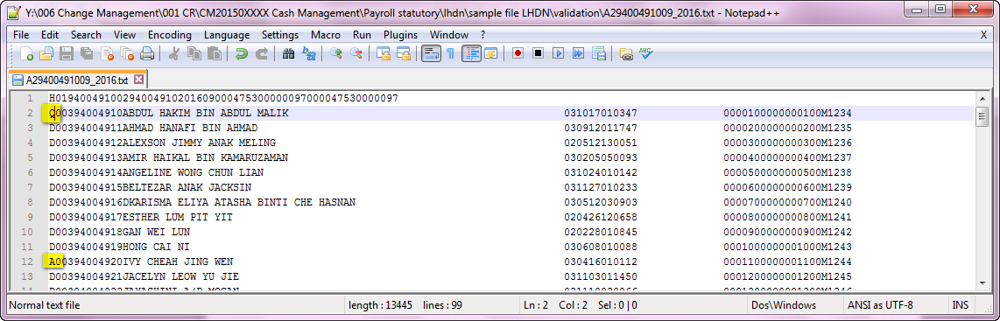 Y:\006 Change Management\001 CR\CM20150XXXX Cash Management\Payroll statutory\lhdn\sample file LHDN\validation\A29400491009_2016.txt - Notepad++
File Edit Search View Encoding Language Settings Macro Run Plugins Window ? X
A29400491009_2016.txt
1 H01940049100294004910201609000475300000097000047530000097
2 Q00394004910ABDUL HAKIM BIN ABDUL MALIK 031017010347 0000100000000100M1234
3 D00394004911AHMAD HANAFI BIN AHMAD 030912011747 0000200000000200M1235
4 D00394004912ALEXSON JIMMY ANAK MELING 020512130051 0000300000000300M1236
5 D00394004913AMIR HAIKAL BIN KAMARUZAMAN 030205050093 0000400000000400M1237
6 D00394004914ANGELINE WONG CHUN LIAN 031024010142 0000500000000500M1238
7 D00394004915BELTEZAR ANAK JACKSIN 031127010233 0000600000000600M1239
8 D00394004916DKARISMA ELIYA ATASHA BINTI CHE HASNAN 030512030903 0000700000000700M1240
9 D00394004917ESTHER LUM PIT YIT 020426120658 0000800000000800M1241
10 D00394004918GAN WEI LUN 020228010845 0000900000000900M1242
11 D00394004919HONG CAI NI 030608010088 0001000000001000M1243
12 A00394004920IVY CHEAH JING WEN 030416010112 0001100000001100M1244
13 D00394004921JACELYN LEOW YU JIE 031103011450 0001200000001200M1245
Normal text file length : 13445 lines : 99 Ln : 2 Col : 2 Sel : 0 | 0 Dos\Windows ANSI as UTF-8 INS